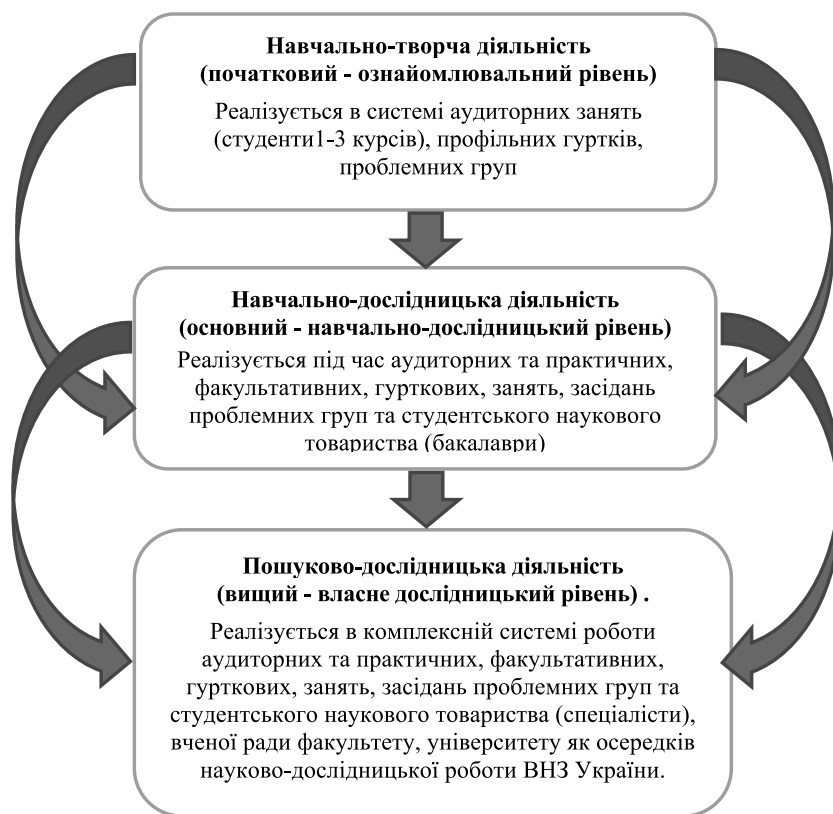 Навчально-творча діяльність
(початковий - ознайомлювальний рівень)
Реалізується в системі аудиторних занять
(студенти1-3 курсів), профільних гуртків,
проблемних груп
Навчально-дослідницька діяльність
(основний - навчально-дослідницький рівень)
Реалізується під час аудиторних та практичних,
факультативних, гурткових, занять, засідань
проблемних груп та студентського наукового
товариства (бакалаври)
Пошуково-дослідницька діяльність
(вищий - власне дослідницький рівень) .
Реалізується в комплексній системі роботи
аудиторних та практичних, факультативних,
гурткових, занять, засідань проблемних груп та
студентського наукового товариства (спеціалісти),
вченої ради факультету, університету як осередків
науково-дослідницької роботи ВНЗ України.